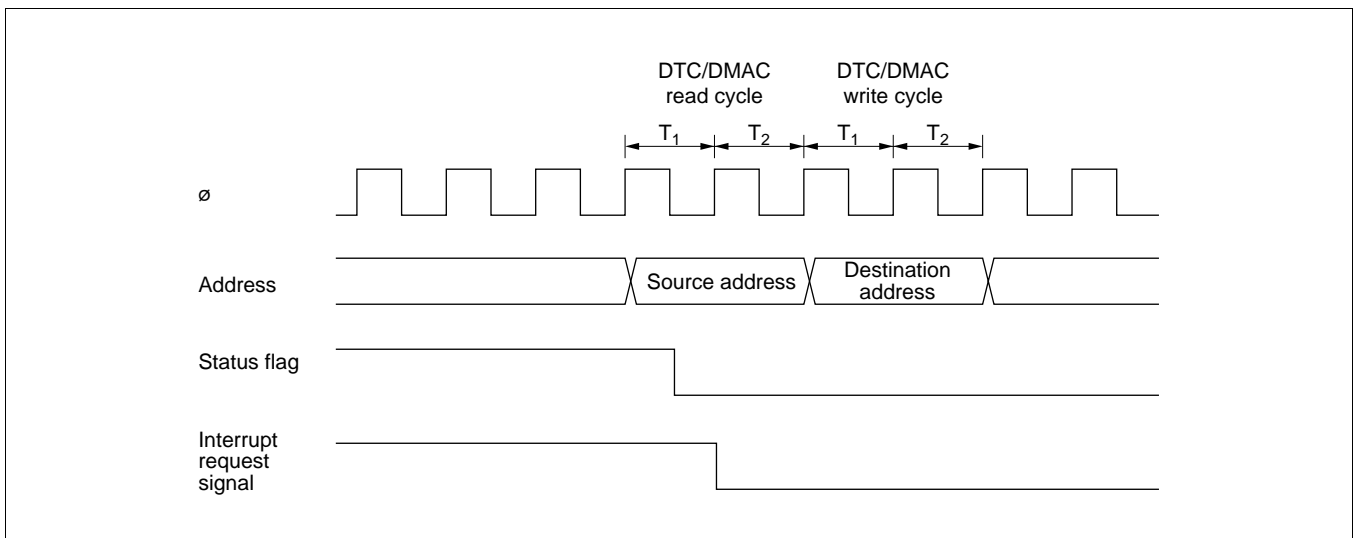 DTC/DMAC
read cycle
DTC/DMAC
write cycle
T1 T2 T1 T2
ø
Address
Source address
Destination
address
Status flag
Interrupt
request
signal